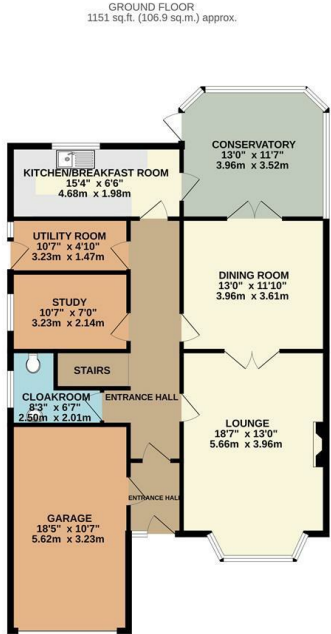 GROUND FLOOR
1151 sq.ft. (106.9 sq.m.) approx.
CONSERVATORY
13'0" x 11'7"
3.96m x 3.52m
KITCHEN/BREAKFAST ROOM
15'4" x 6'6"
4.68m x 1.98m
UTILITY ROOM
10'7" x 4'10"
3.23m x 1.47m
DINING ROOM
13'0" x 11'10"
3.96m x 3.61m
STUDY
10'7" x 7'0"
3.23m x 2.14m
STAIRS
CLOAKROOM
8'3" x 6'7"
2.50m x 2.01m
ENTRANCE HALL
LOUNGE
18'7" x 13'0"
5.66m x 3.96m
ENTRANCE HALL
GARAGE
18'5" x 10'7"
5.62m x 3.23m